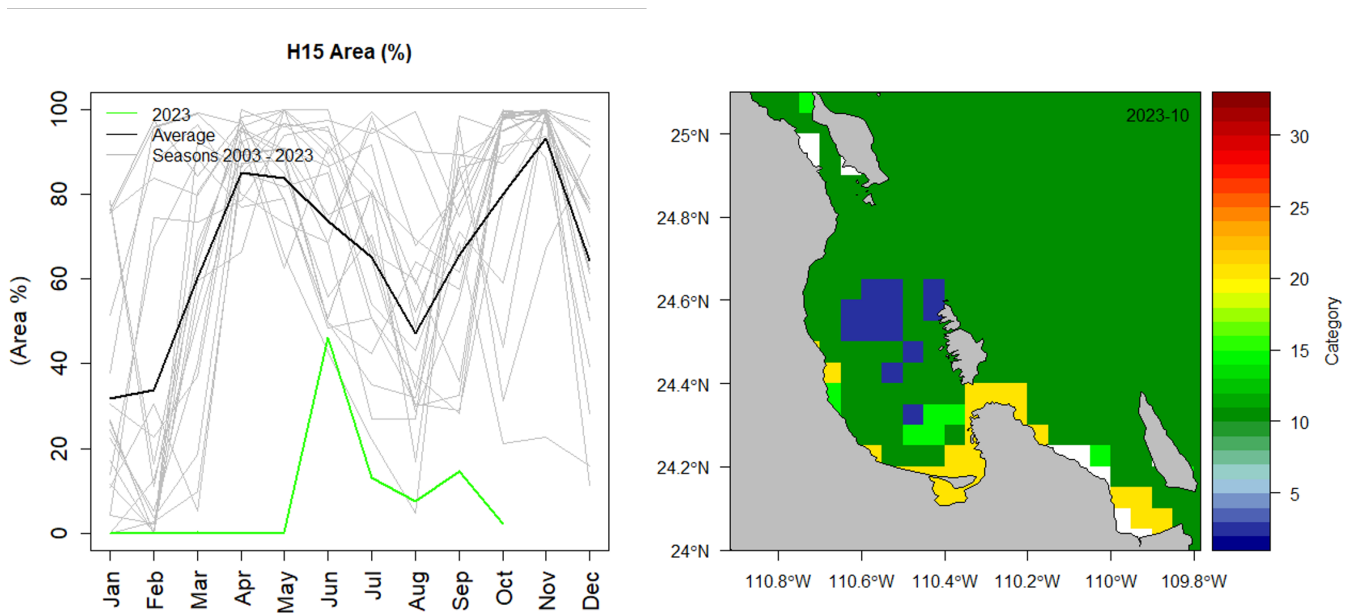 H15 Area (%)
(Area %)
100
80
60
40
20
0
2023
Average
Seasons 2003 - 2023
Jan
Feb
Mar
Apr
May
Jun
Jul
Aug
Sep
Oct
Nov
Dec
2023-10
25°N
24.8°N
24.6°N
24.4°N
24.2°N
24°N
110.8°W 110.6°W 110.4°W 110.2°W 110°W 109.8°W
30
25
20
15
10
5
Category